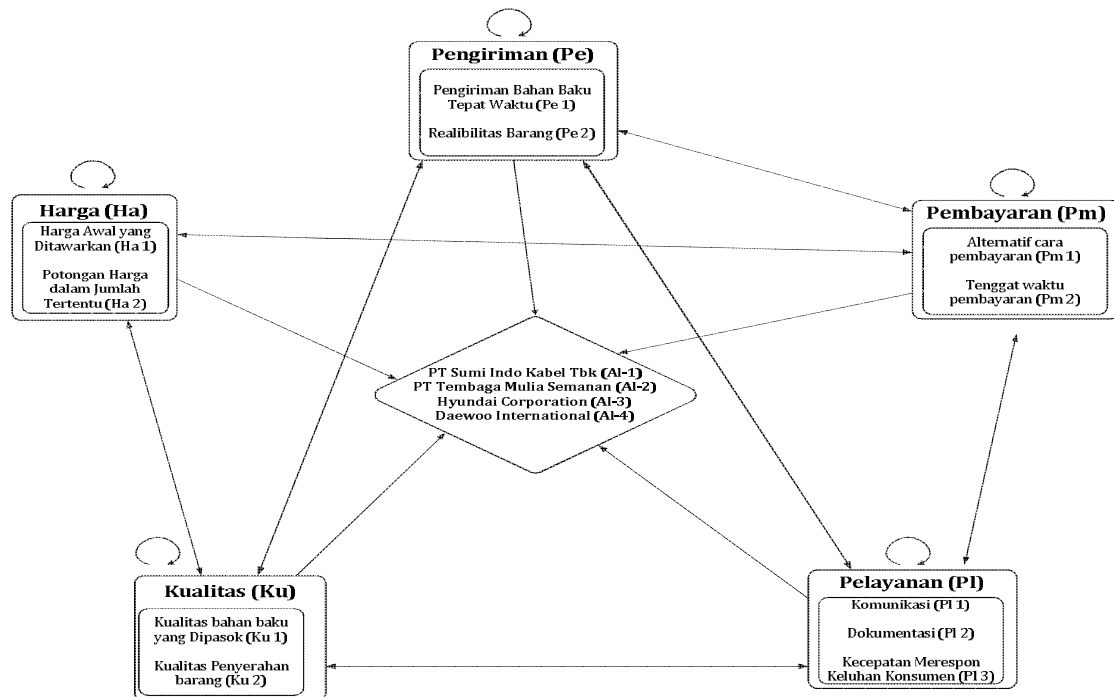 Pengiriman (Pe)
Pengiriman Bahan Baku
Tepat Waktu (Pe 1)
Realibilitas Barang (Pe 2)
Harga (Ha)
Harga Awal yang
Ditawarkan (Ha 1)
Potongan Harga
dalam Jumlah
Tertentu (Ha 2)
Pembayaran (Pm)
Alternatif cara
pembayaran (Pm 1)
Tenggat waktu
pembayaran (Pm 2)
PT Sumi Indo Kabel Tbk (Al-1)
PT Tembaga Mulia Semanan (Al-2)
Hyundai Corporation (Al-3)
Daewoo International (Al-4)
Kualitas (Ku)
Kualitas bahan baku
yang Dipasok (Ku 1)
Kualitas Penyerahan
barang (Ku 2)
Pelayanan (Pl)
Komunikasi (Pl 1)
Dokumentasi (Pl 2)
Kecepatan Merespon
Keluhan Konsumen (Pl 3)